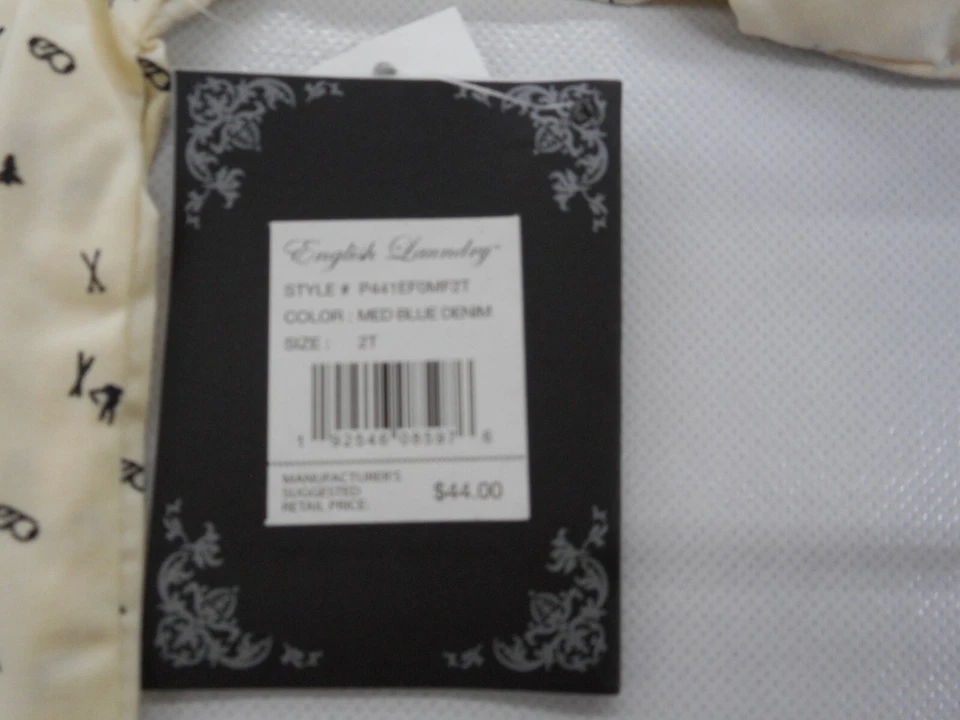 English Laundry™
STYLE # P441EF0MF2T
COLOR : MED BLUE DENIM
SIZE : 2T
1 92546 08597 6
MANUFACTURER'S
SUGGESTED
RETAIL PRICE:
$44.00